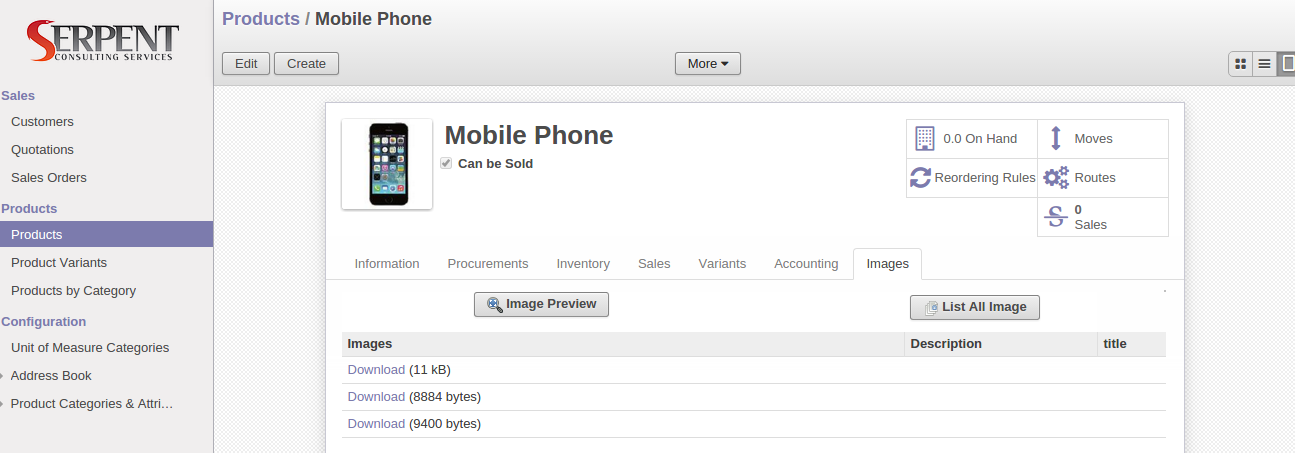 SERPENT
CONSULTING SERVICES
Products / Mobile Phone
Edit Create More
Sales
Customers
Quotations
Sales Orders
Products
Products
Product Variants
Products by Category
Configuration
Unit of Measure Categories
Address Book
Product Categories & Attri…
Mobile Phone
Can be Sold
0.0 On Hand Moves
Reordering Rules Routes
0
Sales
Information Procurements Inventory Sales Variants Accounting Images
Image Preview List All Image
Images Description title
Download (11 kB)
Download (8884 bytes)
Download (9400 bytes)